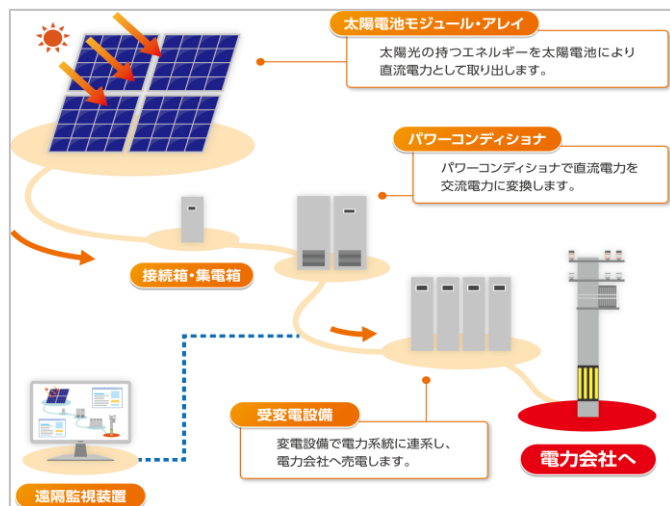 太陽電池モジュール・アレイ
太陽光の持つエネルギーを太陽電池により
直流電力として取り出します。
パワーコンディショナ
パワーコンディショナで直流電力を
交流電力に変換します。
接続箱・集電箱
受変電設備
変電設備で電力系統に連系し、
電力会社へ売電します。
電力会社へ
遠隔監視装置